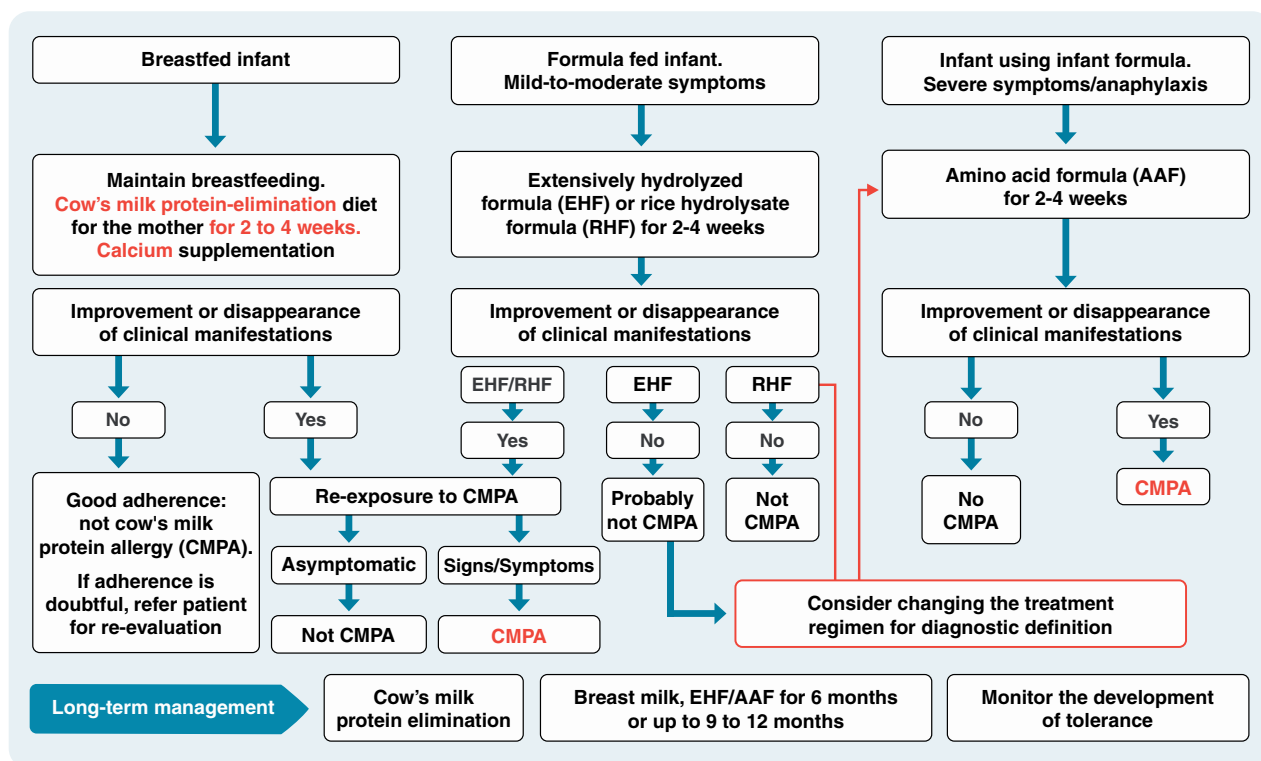 Breastfed infant
Maintain breastfeeding.
Cow's milk protein-elimination diet
for the mother for 2 to 4 weeks.
Calcium supplementation
Improvement or disappearance
of clinical manifestations
No
Yes
Good adherence:
not cow's milk
protein allergy (CMPA).
If adherence is
doubtful, refer patient
for re-evaluation
Formula fed infant.
Mild-to-moderate symptoms
Extensively hydrolyzed
formula (EHF) or rice hydrolysate
formula (RHF) for 2-4 weeks
Improvement or disappearance
of clinical manifestations
EHF/RHF
EHF
RHF
Yes
No
No
Re-exposure to CMPA
Probably
not CMPA
Not
CMPA
Asymptomatic
Signs/Symptoms
Not CMPA
CMPA
Infant using infant formula.
Severe symptoms/anaphylaxis
Amino acid formula (AAF)
for 2-4 weeks
Improvement or disappearance
of clinical manifestations
No
Yes
No
CMPA
CMPA
Consider changing the treatment
regimen for diagnostic definition
Long-term management
Cow's milk
protein elimination
Breast milk, EHF/AAF for 6 months
or up to 9 to 12 months
Monitor the development
of tolerance